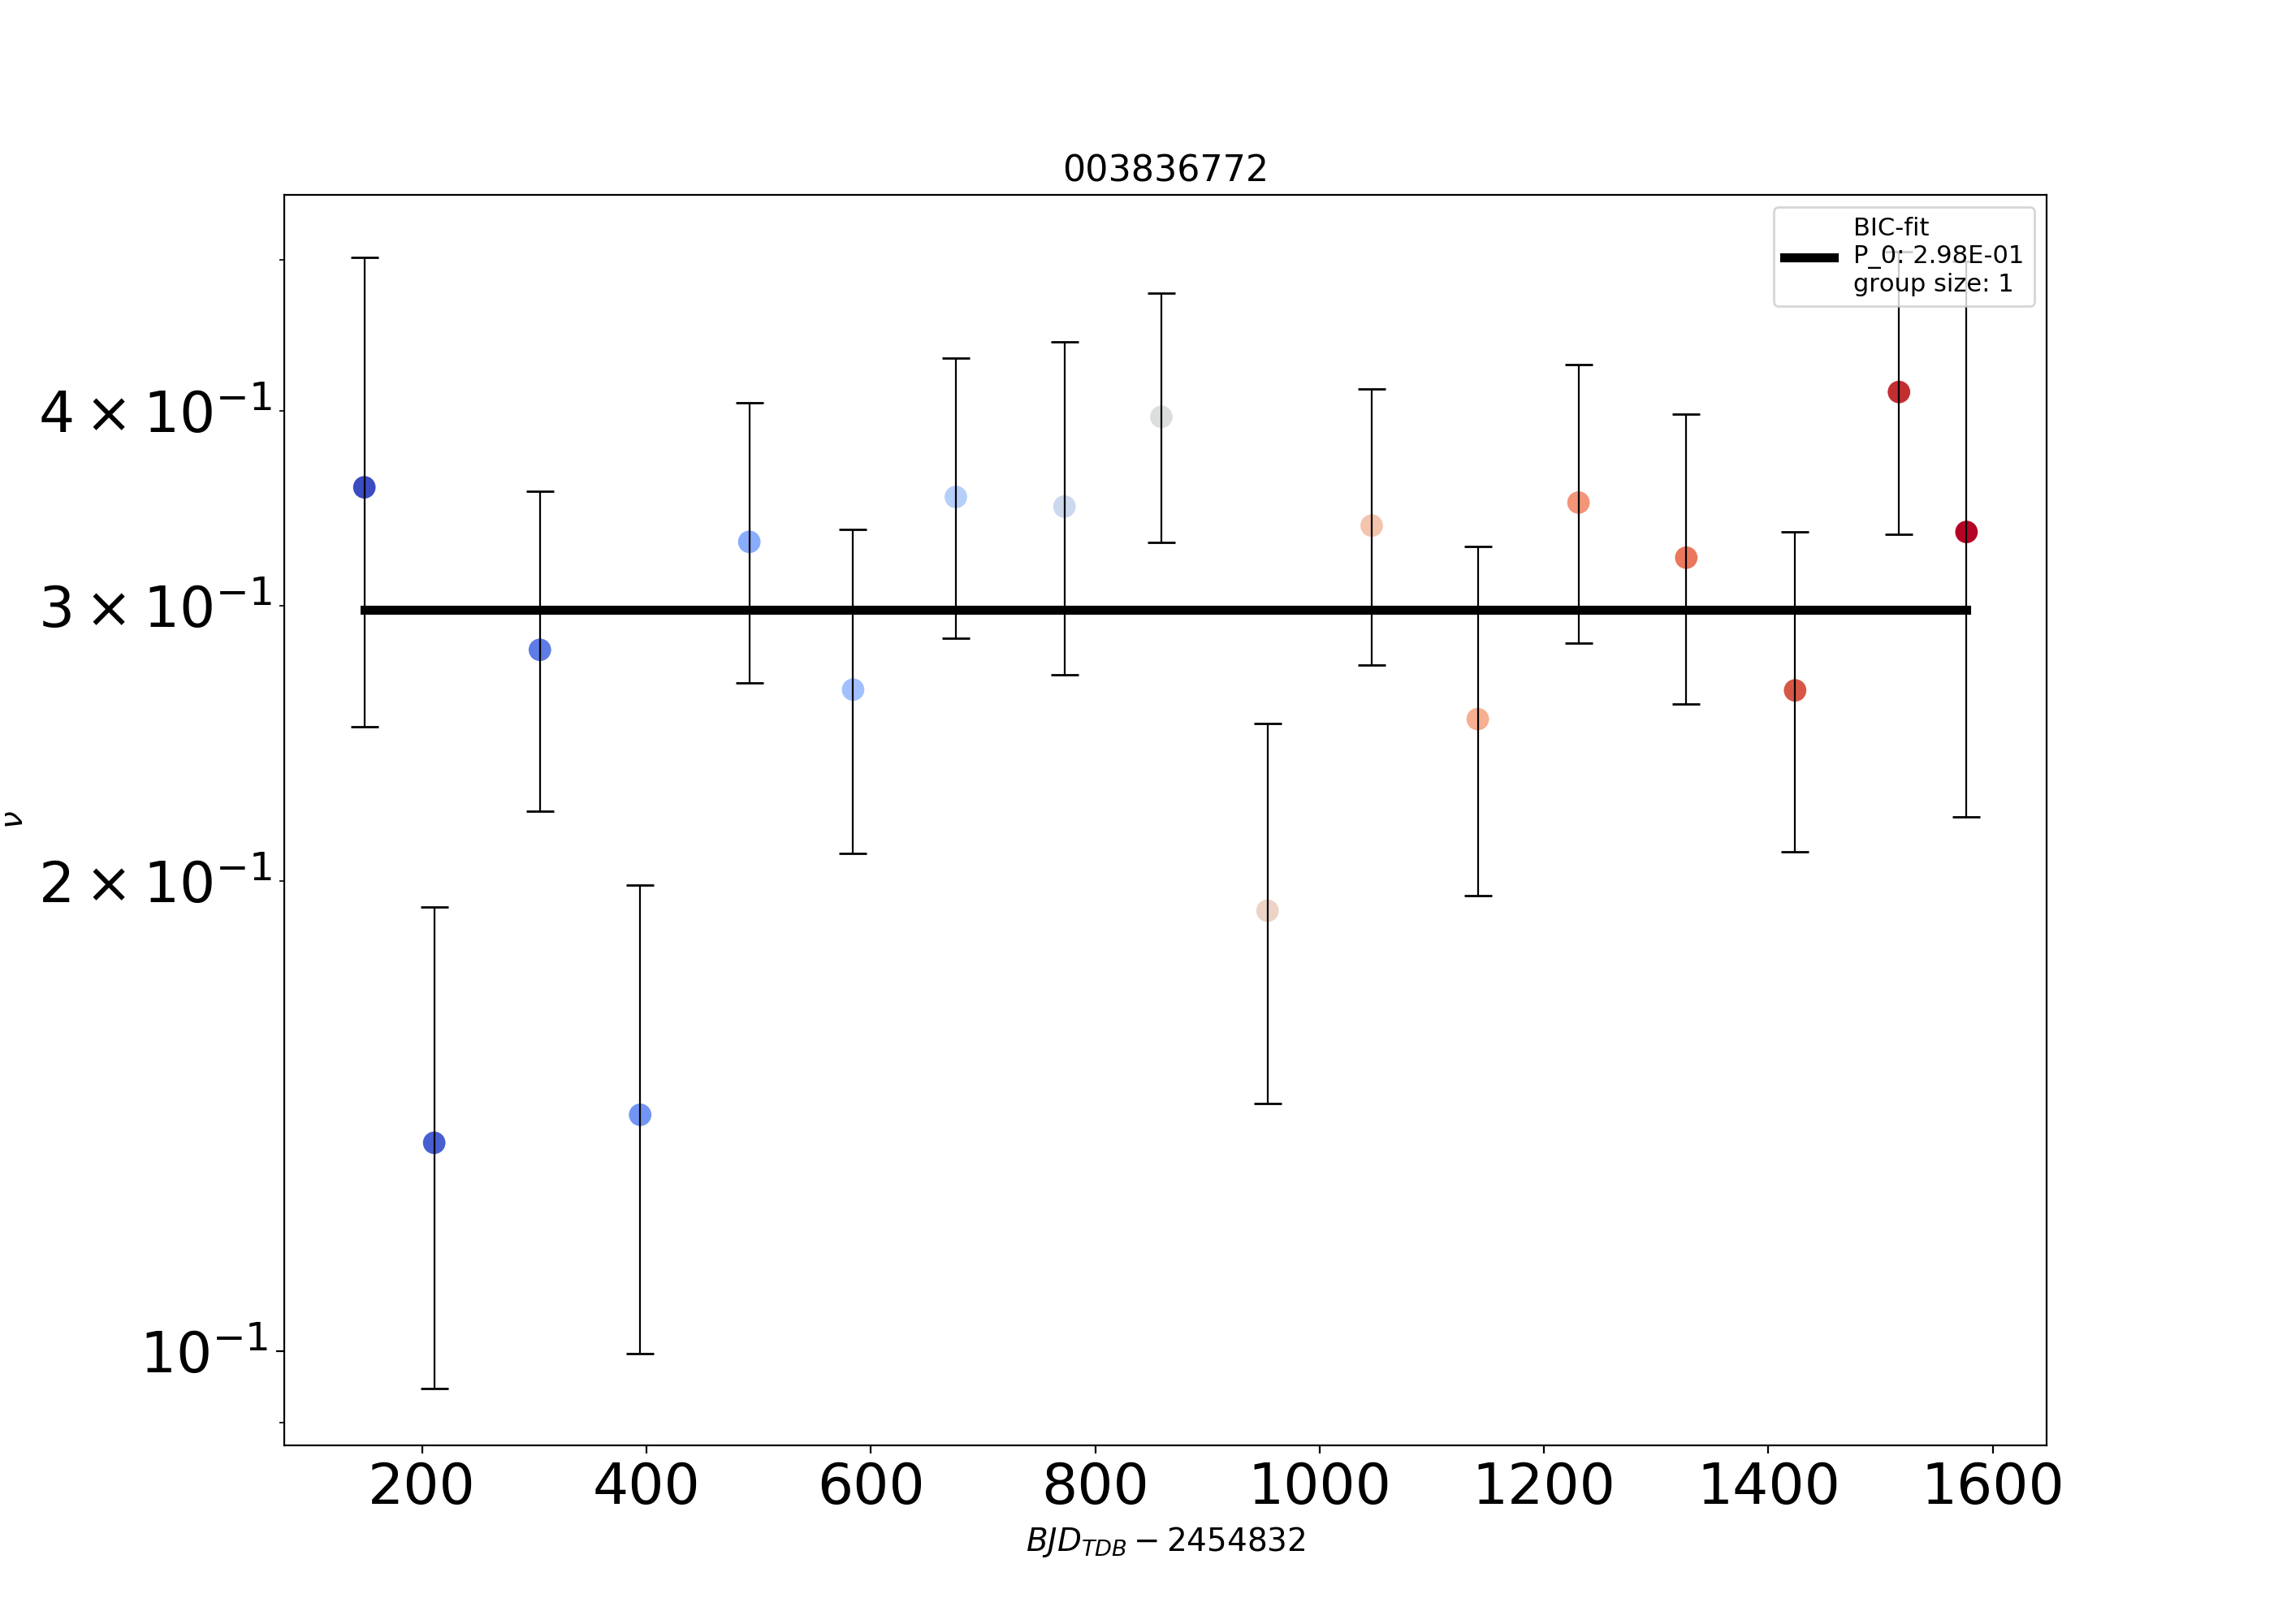 003836772
BIC-fit
P_0: 2.98E-01
group size: 1
4 × 10⁻¹
3 × 10⁻¹
2 × 10⁻¹
10⁻¹
ν
200 400 600 800 1000 1200 1400 1600
BJD_TDB − 2454832